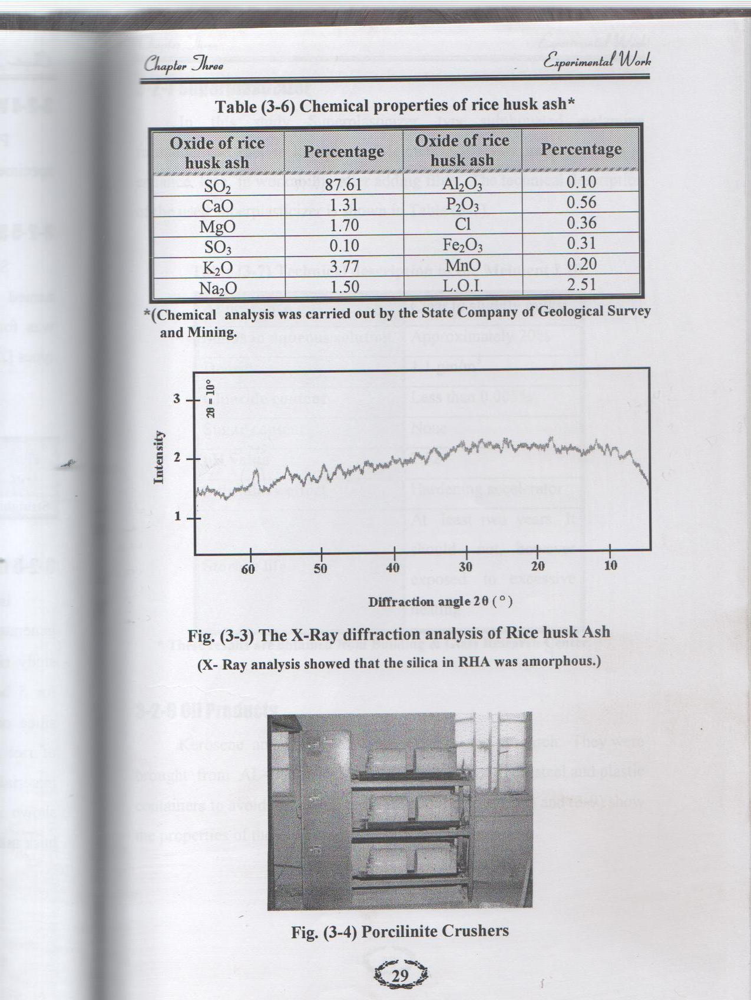 Chapter Three Experimental Work
Table (3-6) Chemical properties of rice husk ash*
Oxide of rice husk ash Percentage Oxide of rice husk ash Percentage
SO₂ 87.61 Al₂O₃ 0.10
CaO 1.31 P₂O₃ 0.56
MgO 1.70 Cl 0.36
SO₃ 0.10 Fe₂O₃ 0.31
K₂O 3.77 MnO 0.20
Na₂O 1.50 L.O.I. 2.51
*(Chemical analysis was carried out by the State Company of Geological Survey
and Mining.
2θ = 10°
Intensity
3
2
1
60 50 40 30 20 10
Diffraction angle 2θ (°)
Fig. (3-3) The X-Ray diffraction analysis of Rice husk Ash
(X- Ray analysis showed that the silica in RHA was amorphous.)
Fig. (3-4) Porcilinite Crushers
29